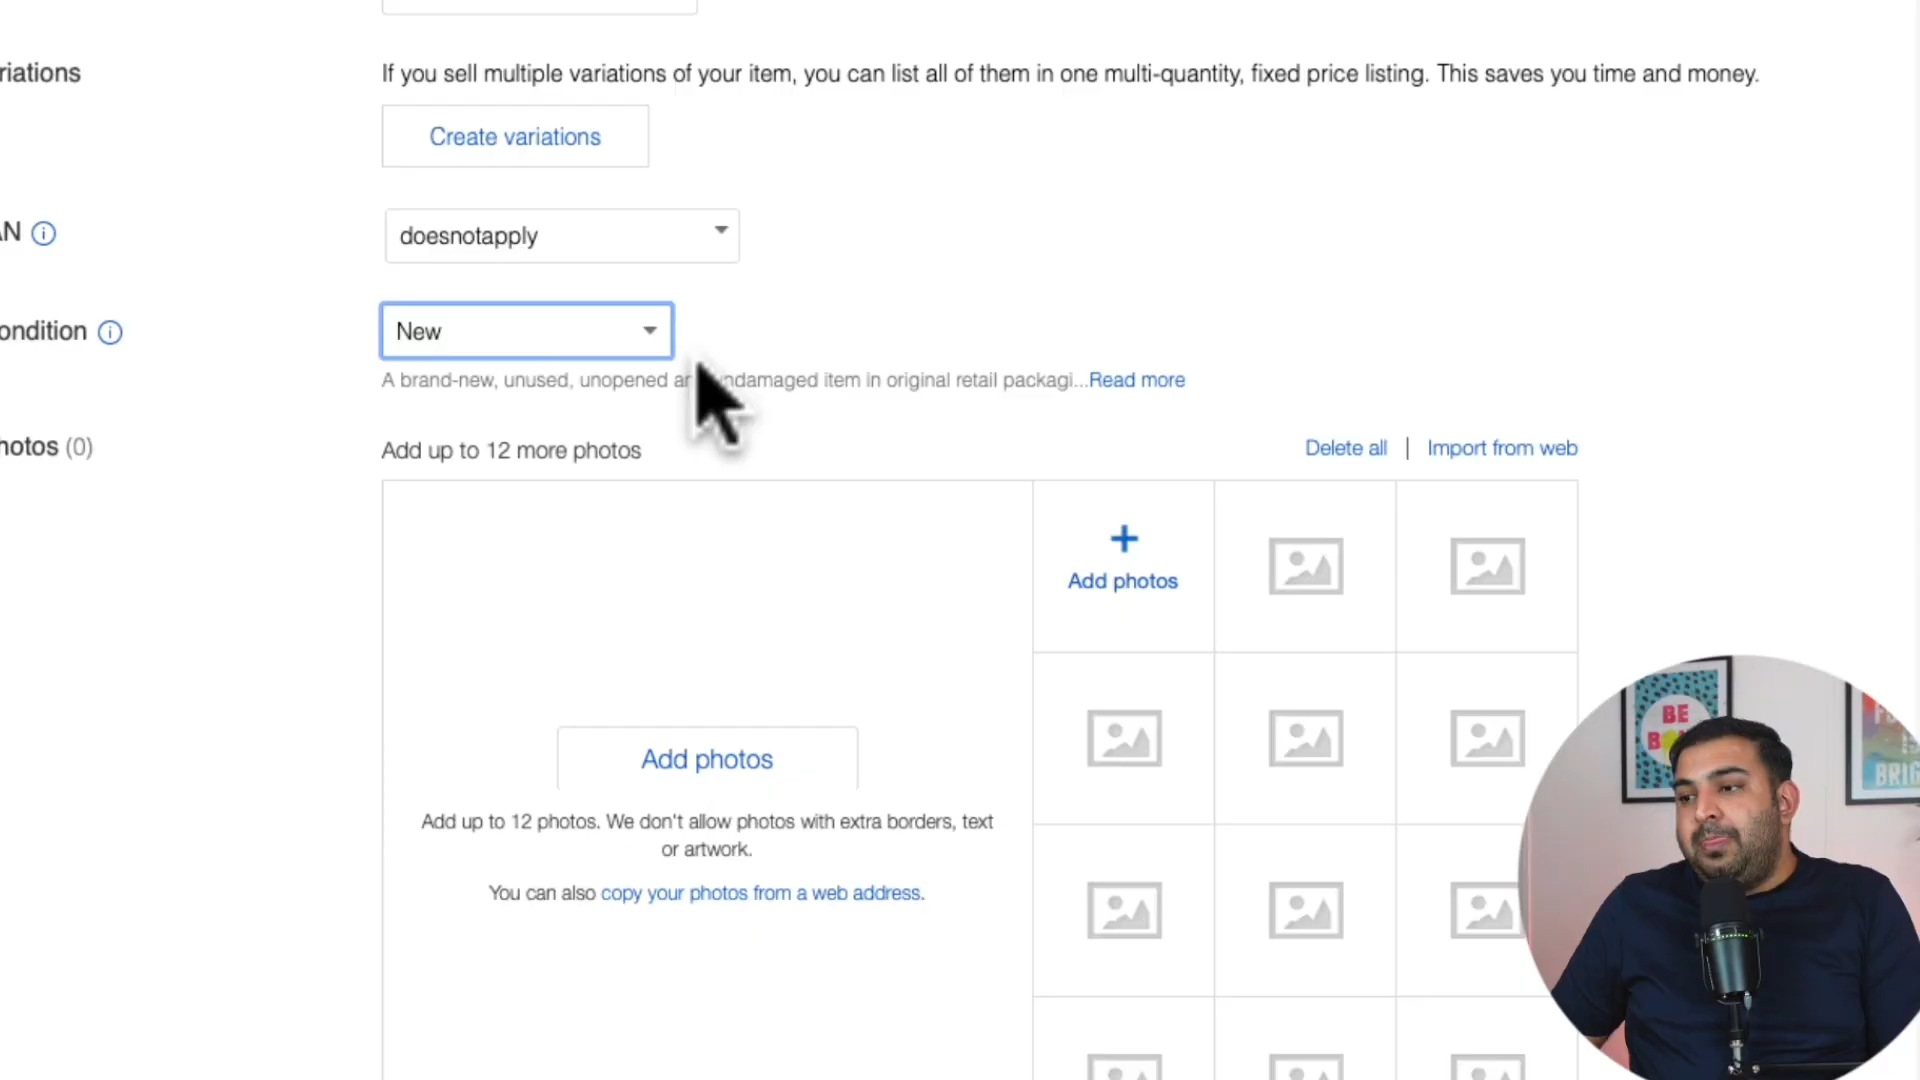 riations
If you sell multiple variations of your item, you can list all of them in one multi-quantity, fixed price listing. This saves you time and money.
Create variations
AN
doesnotapply
ondition
New
A brand-new, unused, unopened an ndamaged item in original retail packagi...Read more
hotos (0)
Add up to 12 more photos
Delete all | Import from web
+
Add photos
Add photos
Add up to 12 photos. We don't allow photos with extra borders, text
or artwork.
You can also copy your photos from a web address.
BE
BRIG